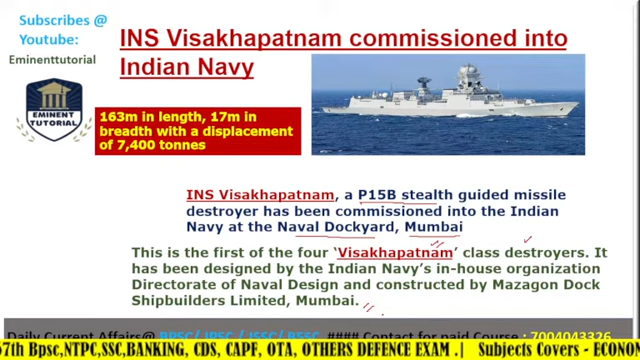 Subscribes @
Youtube:
Eminenttutorial
EMINENT
TUTORIAL
INS Visakhapatnam commissioned into
Indian Navy
163m in length, 17m in
breadth with a displacement
of 7,400 tonnes
INS Visakhapatnam, a P15B stealth guided missile
destroyer has been commissioned into the Indian
Navy at the Naval Dockyard, Mumbai
This is the first of the four ‘Visakhapatnam’ class destroyers. It
has been designed by the Indian Navy’s in-house organization
Directorate of Naval Design and constructed by Mazagon Dock
Shipbuilders Limited, Mumbai.
Daily Current Affairs@ BPSC/ JPSC / JSSC/ BSSC #### Contact for paid Course : 7004043326
67th Bpsc,NTPC,SSC,BANKING, CDS, CAPF, OTA, OTHERS DEFENCE EXAM | Subjects Covers - ECONO